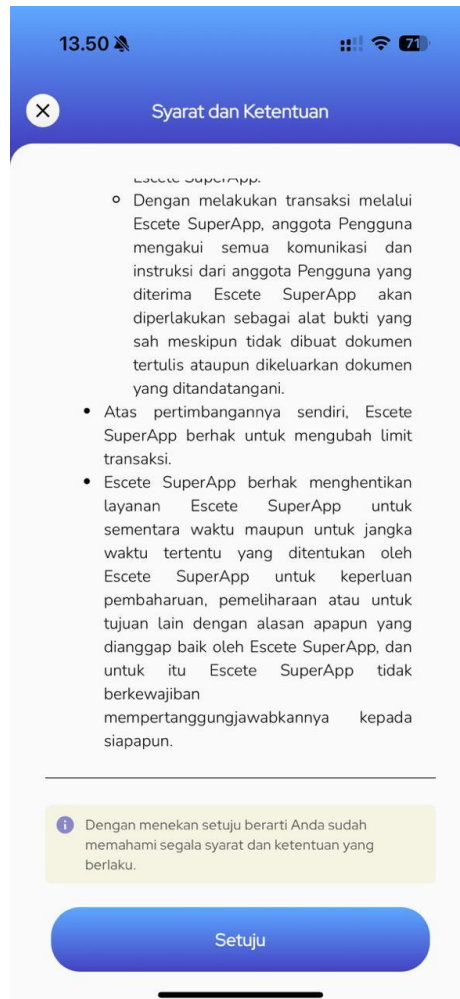 13.50
71
Syarat dan Ketentuan
Escete SuperApp.
Dengan melakukan transaksi melalui
Escete SuperApp, anggota Pengguna
mengakui semua komunikasi dan
instruksi dari anggota Pengguna yang
diterima Escete SuperApp akan
diperlakukan sebagai alat bukti yang
sah meskipun tidak dibuat dokumen
tertulis ataupun dikeluarkan dokumen
yang ditandatangani.
Atas pertimbangannya sendiri, Escete
SuperApp berhak untuk mengubah limit
transaksi.
Escete SuperApp berhak menghentikan
layanan Escete SuperApp untuk
sementara waktu maupun untuk jangka
waktu tertentu yang ditentukan oleh
Escete SuperApp untuk keperluan
pembaharuan, pemeliharaan atau untuk
tujuan lain dengan alasan apapun yang
dianggap baik oleh Escete SuperApp, dan
untuk itu Escete SuperApp tidak
berkewajiban
mempertanggungjawabkannya kepada
siapapun.
Dengan menekan setuju berarti Anda sudah
memahami segala syarat dan ketentuan yang
berlaku.
Setuju